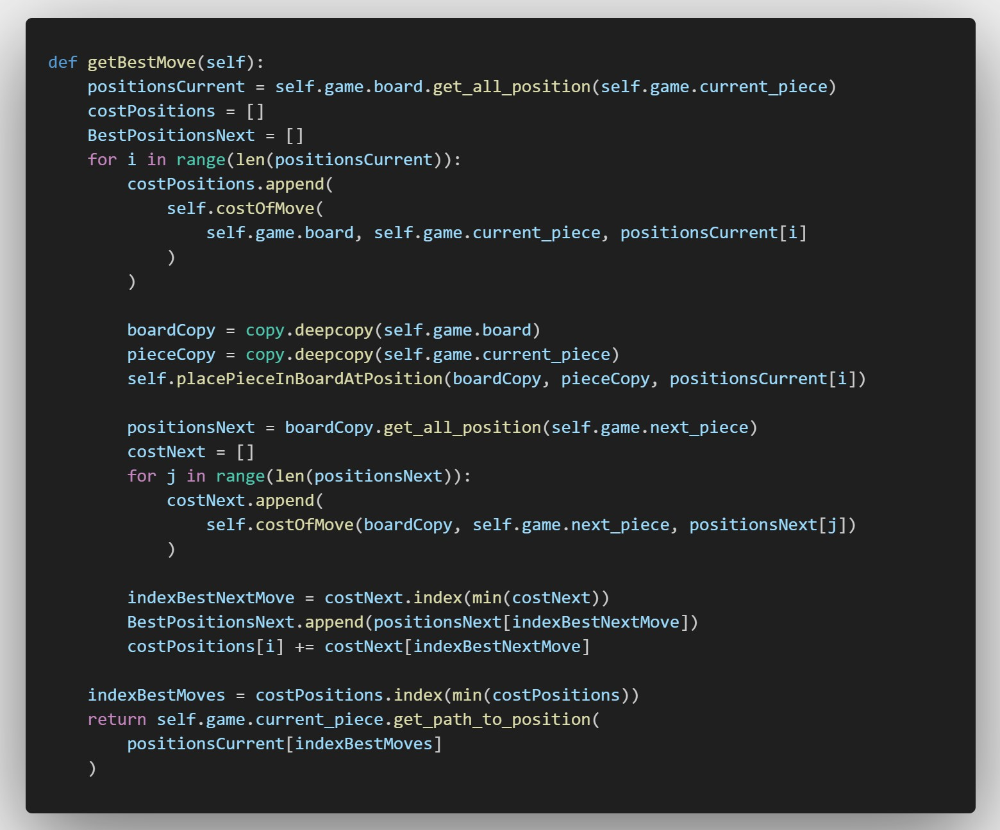 def getBestMove(self):
    positionsCurrent = self.game.board.get_all_position(self.game.current_piece)
    costPositions = []
    BestPositionsNext = []
    for i in range(len(positionsCurrent)):
        costPositions.append(
            self.costOfMove(
                self.game.board, self.game.current_piece, positionsCurrent[i]
            )
        )

        boardCopy = copy.deepcopy(self.game.board)
        pieceCopy = copy.deepcopy(self.game.current_piece)
        self.placePieceInBoardAtPosition(boardCopy, pieceCopy, positionsCurrent[i])

        positionsNext = boardCopy.get_all_position(self.game.next_piece)
        costNext = []
        for j in range(len(positionsNext)):
            costNext.append(
                self.costOfMove(boardCopy, self.game.next_piece, positionsNext[j])
            )

        indexBestNextMove = costNext.index(min(costNext))
        BestPositionsNext.append(positionsNext[indexBestNextMove])
        costPositions[i] += costNext[indexBestNextMove]

    indexBestMoves = costPositions.index(min(costPositions))
    return self.game.current_piece.get_path_to_position(
        positionsCurrent[indexBestMoves]
    )